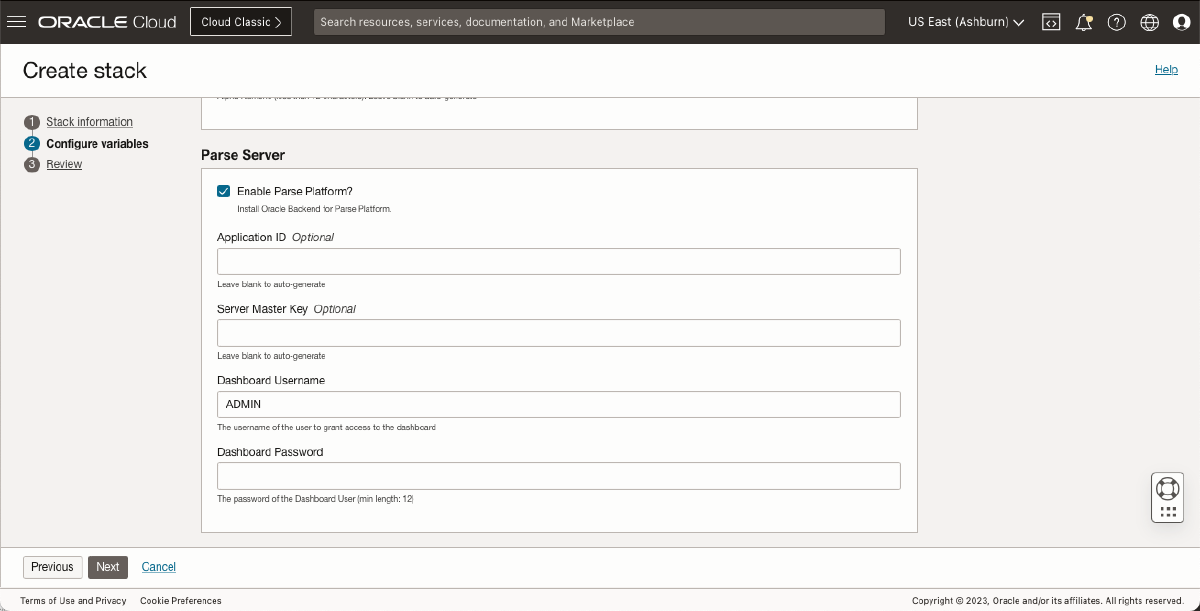 ORACLE Cloud
Cloud Classic
Search resources, services, documentation, and Marketplace
US East (Ashburn)
Create stack
Help
1 Stack information
2 Configure variables
3 Review
Parse Server
Enable Parse Platform?
Install Oracle Backend for Parse Platform.
Application ID Optional
Leave blank to auto-generate
Server Master Key Optional
Leave blank to auto-generate
Dashboard Username
ADMIN
The username of the user to grant access to the dashboard
Dashboard Password
The password of the Dashboard User (min length: 12)
Previous
Next
Cancel
Terms of Use and Privacy
Cookie Preferences
Copyright © 2023, Oracle and/or its affiliates. All rights reserved.